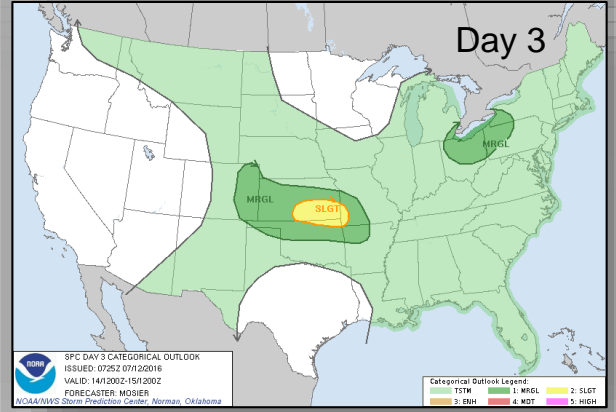 Day 3
MRGL
MRGL
SLGT
NOAA
SPC DAY 3 CATEGORICAL OUTLOOK
ISSUED: 0725Z 07/12/2016
VALID: 14/1200Z-15/1200Z
FORECASTER: MOSIER
NOAA/NWS Storm Prediction Center, Norman, Oklahoma
Categorical Outlook Legend:
TSTM 1: MRGL 2: SLGT
3: ENH 4: MDT 5: HIGH